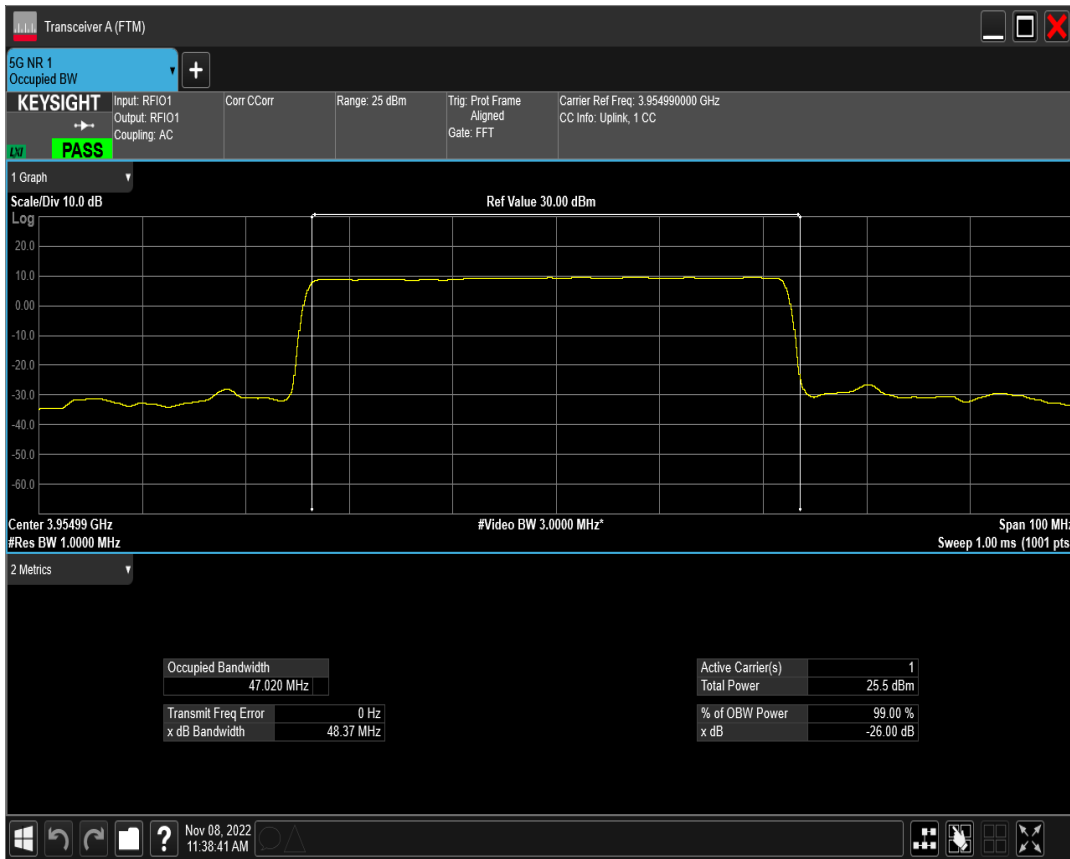 Transceiver A (FTM)
5G NR 1
Occupied BW
+
KEYSIGHT
LXI
PASS
Input: RFIO1
Output: RFIO1
Coupling: AC
Corr CCorr
Range: 25 dBm
Trig: Prot Frame
Aligned
Gate: FFT
Carrier Ref Freq: 3.954990000 GHz
CC Info: Uplink, 1 CC
1 Graph
Scale/Div 10.0 dB
Ref Value 30.00 dBm
Log
20.0
10.0
0.00
-10.0
-20.0
-30.0
-40.0
-50.0
-60.0
Center 3.95499 GHz
#Video BW 3.0000 MHz*
Span 100 MHz
#Res BW 1.0000 MHz
Sweep 1.00 ms (1001 pts
2 Metrics
Occupied Bandwidth
47.020 MHz
Transmit Freq Error 0 Hz
x dB Bandwidth 48.37 MHz
Active Carrier(s) 1
Total Power 25.5 dBm
% of OBW Power 99.00 %
x dB -26.00 dB
?
Nov 08, 2022
11:38:41 AM